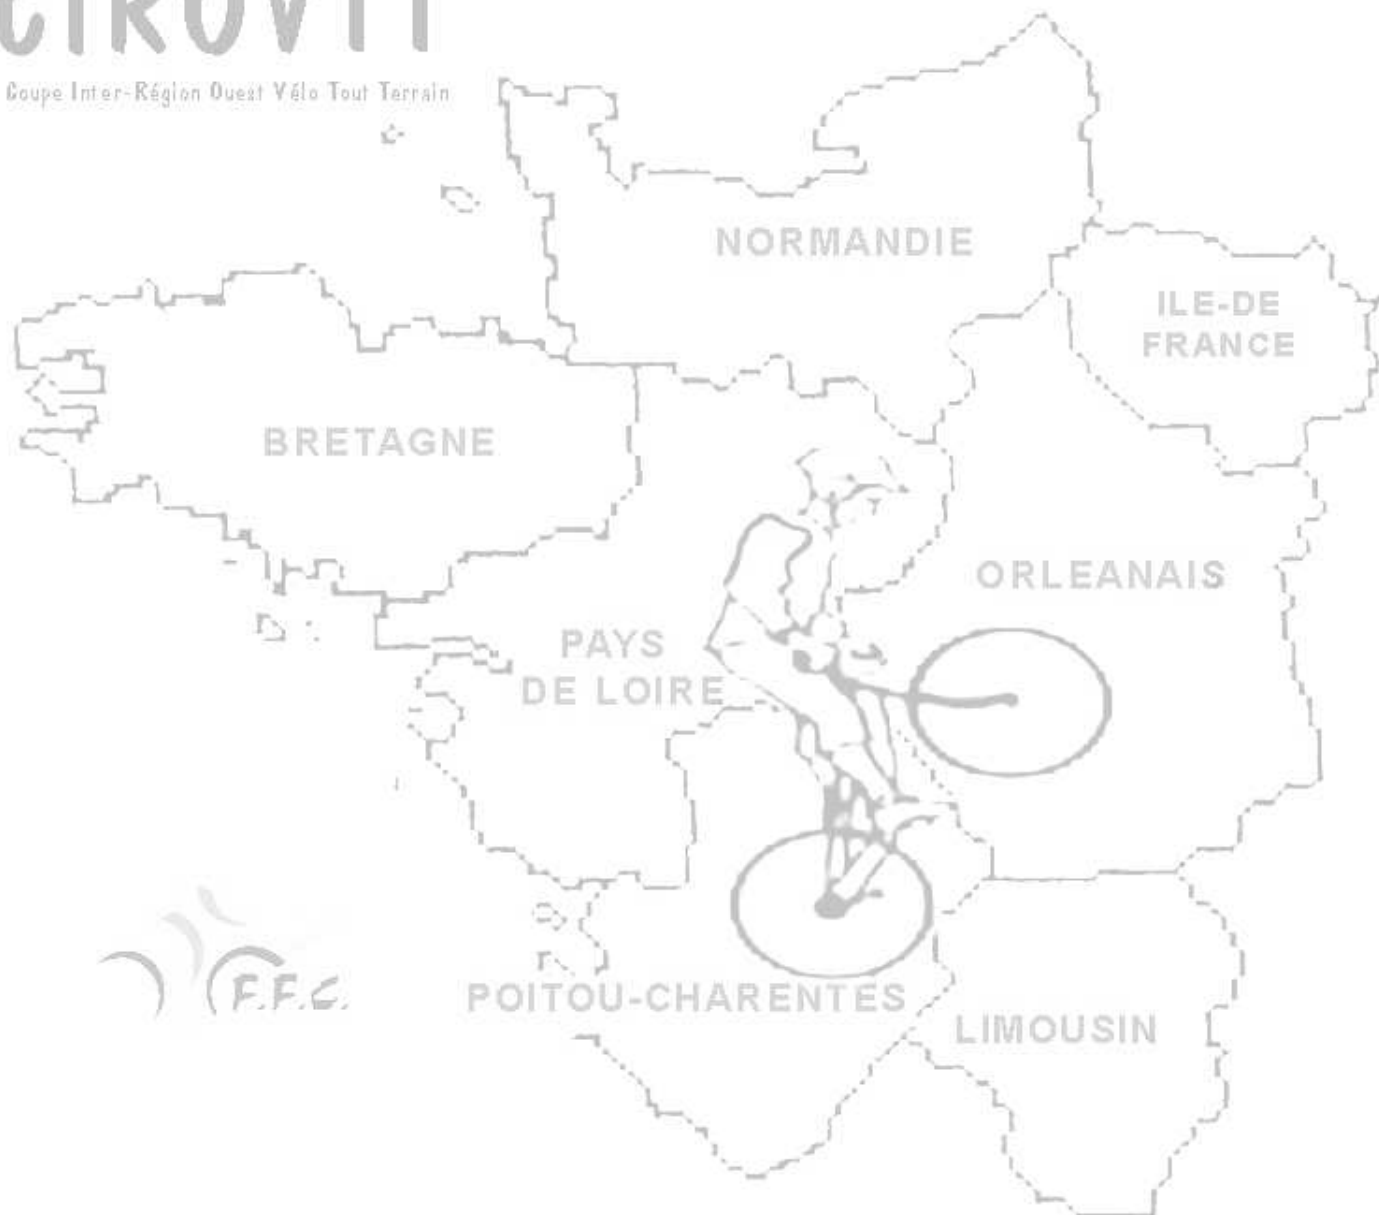 CIROVTT
Coupe Inter-Région Ouest Vélo Tout Terrain
NORMANDIE
ILE-DE
FRANCE
BRETAGNE
ORLEANAIS
PAYS
DE LOIRE
F.F.C.
POITOU-CHARENTES
LIMOUSIN